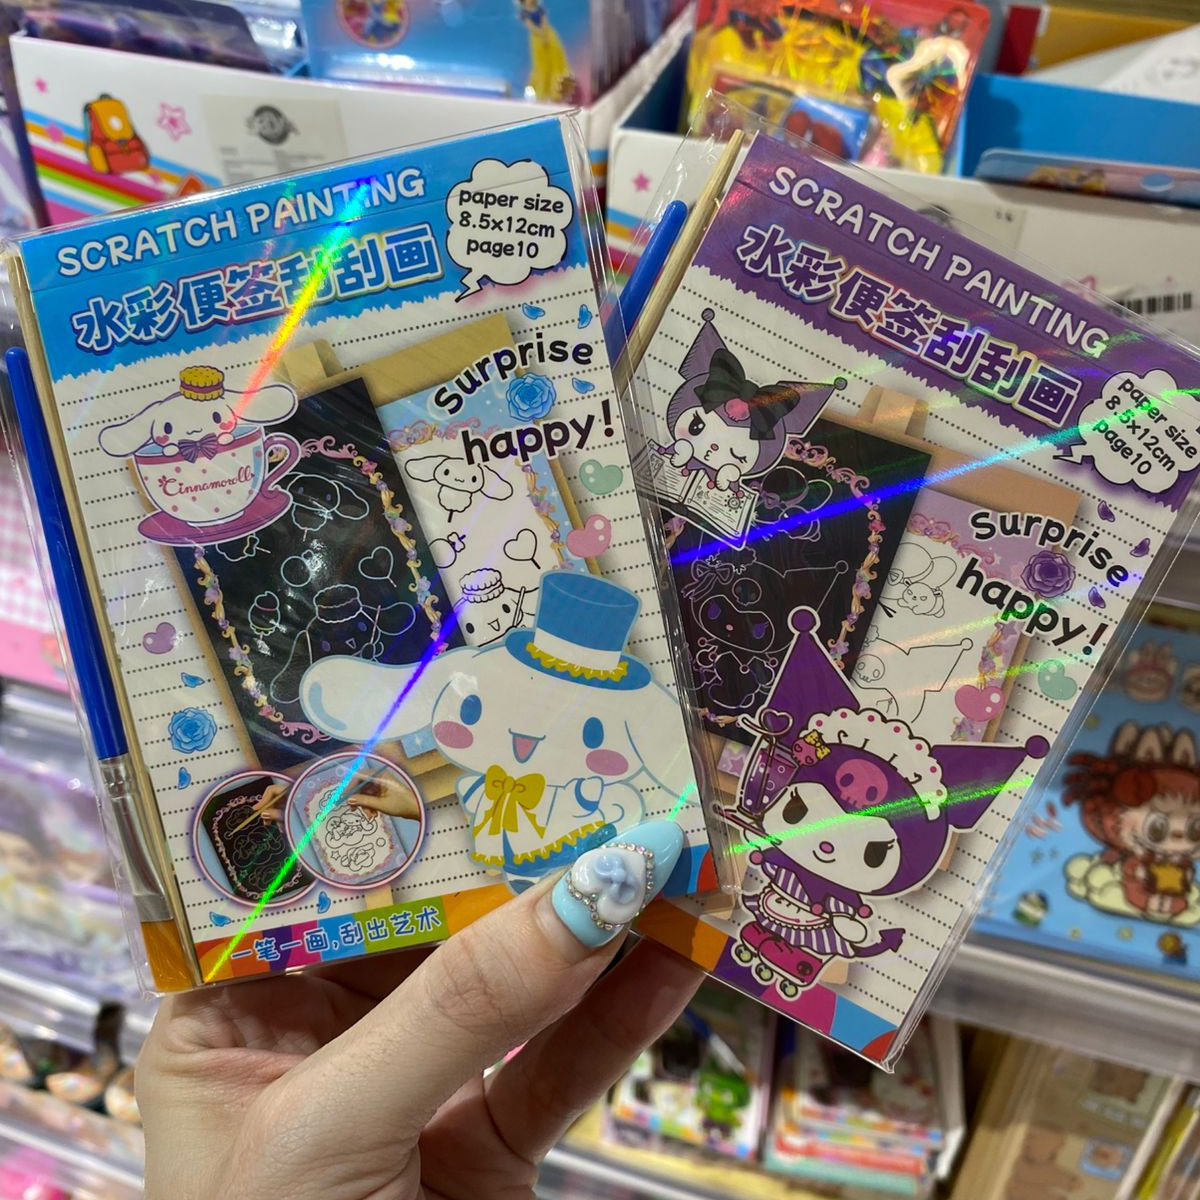 SCRATCH PAINTING
水彩便签刮刮画
paper size
8.5x12cm
page10
Surprise
happy!
Cinnamoroll
一笔一画,刮出艺术
SCRATCH PAINTING
水彩便签刮刮画
paper size
8.5x12cm
page10
Surprise
happy!